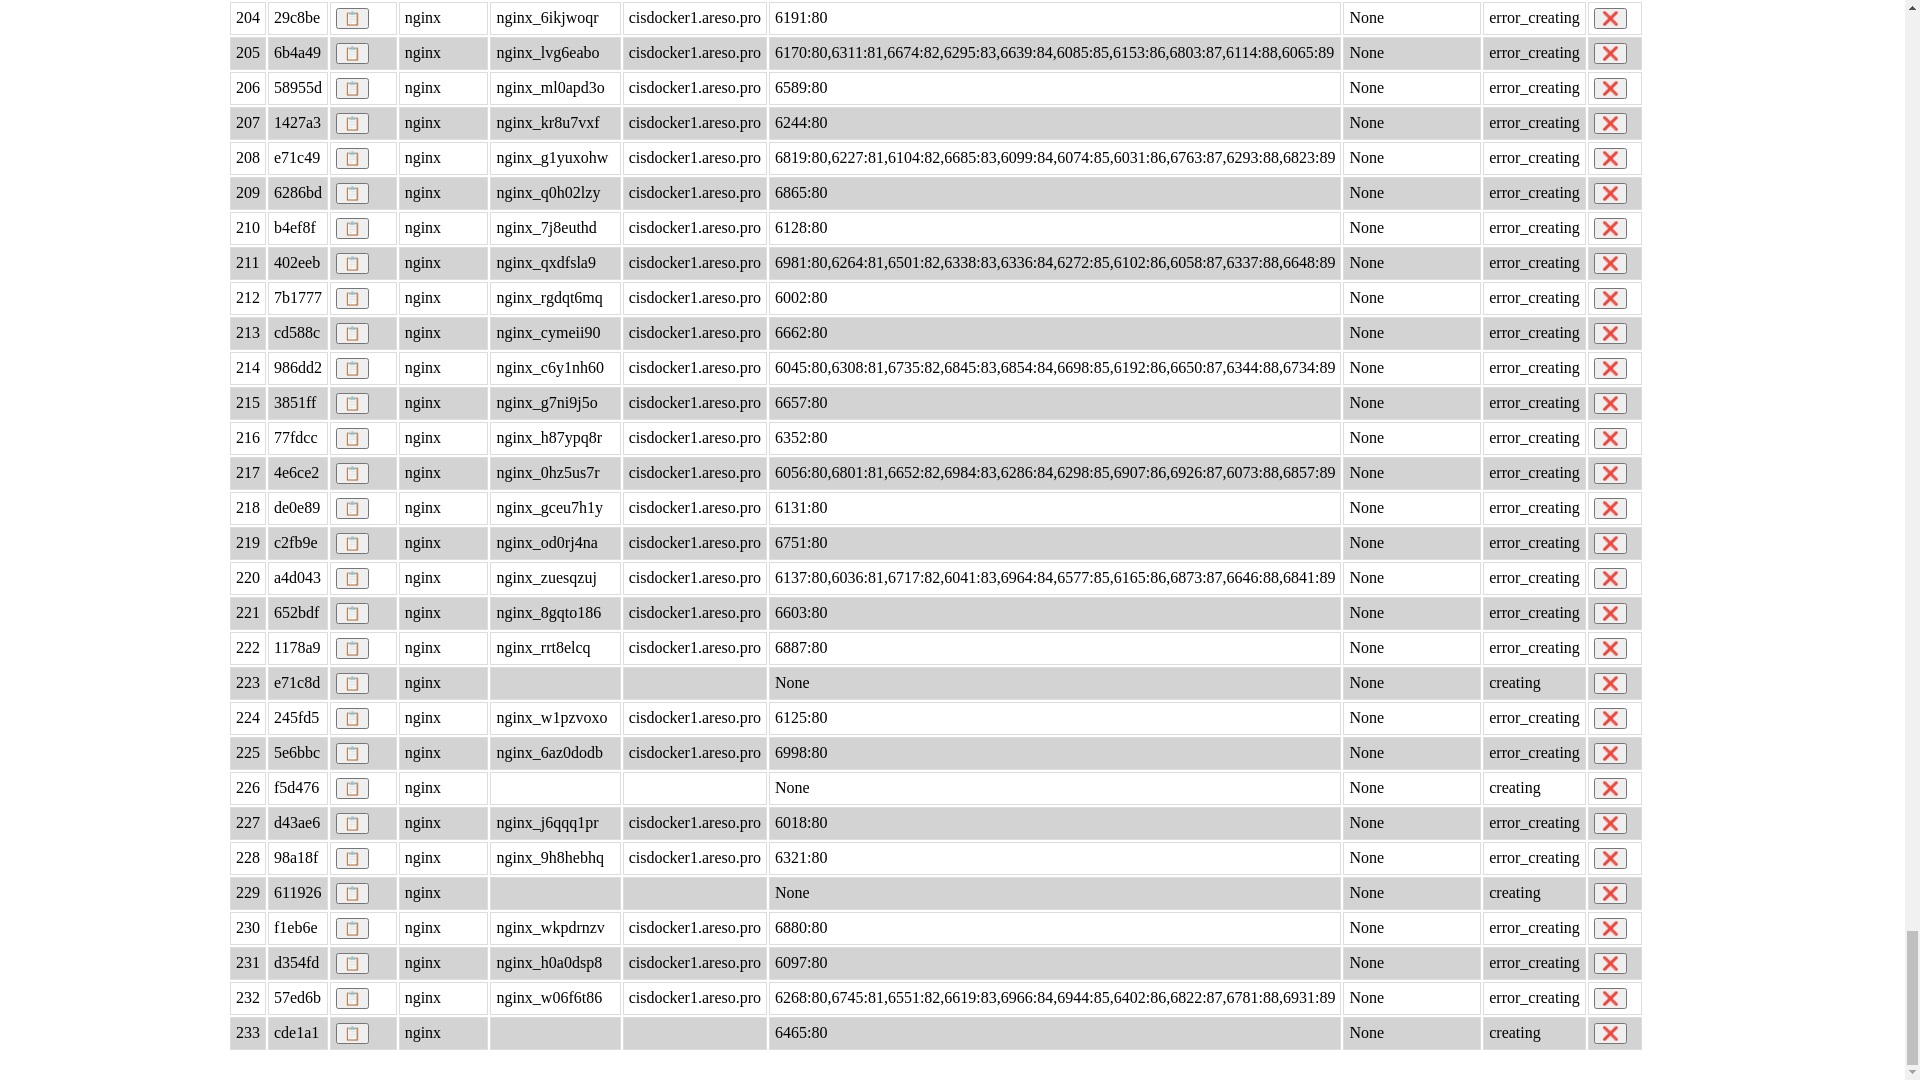 204 29c8be nginx nginx_6ikjwoqr cisdocker1.areso.pro 6191:80 None error_creating
205 6b4a49 nginx nginx_lvg6eabo cisdocker1.areso.pro 6170:80,6311:81,6674:82,6295:83,6639:84,6085:85,6153:86,6803:87,6114:88,6065:89 None error_creating
206 58955d nginx nginx_ml0apd3o cisdocker1.areso.pro 6589:80 None error_creating
207 1427a3 nginx nginx_kr8u7vxf cisdocker1.areso.pro 6244:80 None error_creating
208 e71c49 nginx nginx_g1yuxohw cisdocker1.areso.pro 6819:80,6227:81,6104:82,6685:83,6099:84,6074:85,6031:86,6763:87,6293:88,6823:89 None error_creating
209 6286bd nginx nginx_q0h02lzy cisdocker1.areso.pro 6865:80 None error_creating
210 b4ef8f nginx nginx_7j8euthd cisdocker1.areso.pro 6128:80 None error_creating
211 402eeb nginx nginx_qxdfsla9 cisdocker1.areso.pro 6981:80,6264:81,6501:82,6338:83,6336:84,6272:85,6102:86,6058:87,6337:88,6648:89 None error_creating
212 7b1777 nginx nginx_rgdqt6mq cisdocker1.areso.pro 6002:80 None error_creating
213 cd588c nginx nginx_cymeii90 cisdocker1.areso.pro 6662:80 None error_creating
214 986dd2 nginx nginx_c6y1nh60 cisdocker1.areso.pro 6045:80,6308:81,6735:82,6845:83,6854:84,6698:85,6192:86,6650:87,6344:88,6734:89 None error_creating
215 3851ff nginx nginx_g7ni9j5o cisdocker1.areso.pro 6657:80 None error_creating
216 77fdcc nginx nginx_h87ypq8r cisdocker1.areso.pro 6352:80 None error_creating
217 4e6ce2 nginx nginx_0hz5us7r cisdocker1.areso.pro 6056:80,6801:81,6652:82,6984:83,6286:84,6298:85,6907:86,6926:87,6073:88,6857:89 None error_creating
218 de0e89 nginx nginx_gceu7h1y cisdocker1.areso.pro 6131:80 None error_creating
219 c2fb9e nginx nginx_od0rj4na cisdocker1.areso.pro 6751:80 None error_creating
220 a4d043 nginx nginx_zuesqzuj cisdocker1.areso.pro 6137:80,6036:81,6717:82,6041:83,6964:84,6577:85,6165:86,6873:87,6646:88,6841:89 None error_creating
221 652bdf nginx nginx_8gqto186 cisdocker1.areso.pro 6603:80 None error_creating
222 1178a9 nginx nginx_rrt8elcq cisdocker1.areso.pro 6887:80 None error_creating
223 e71c8d nginx None None creating
224 245fd5 nginx nginx_w1pzvoxo cisdocker1.areso.pro 6125:80 None error_creating
225 5e6bbc nginx nginx_6az0dodb cisdocker1.areso.pro 6998:80 None error_creating
226 f5d476 nginx None None creating
227 d43ae6 nginx nginx_j6qqq1pr cisdocker1.areso.pro 6018:80 None error_creating
228 98a18f nginx nginx_9h8hebhq cisdocker1.areso.pro 6321:80 None error_creating
229 611926 nginx None None creating
230 f1eb6e nginx nginx_wkpdrnzv cisdocker1.areso.pro 6880:80 None error_creating
231 d354fd nginx nginx_h0a0dsp8 cisdocker1.areso.pro 6097:80 None error_creating
232 57ed6b nginx nginx_w06f6t86 cisdocker1.areso.pro 6268:80,6745:81,6551:82,6619:83,6966:84,6944:85,6402:86,6822:87,6781:88,6931:89 None error_creating
233 cde1a1 nginx 6465:80 None creating